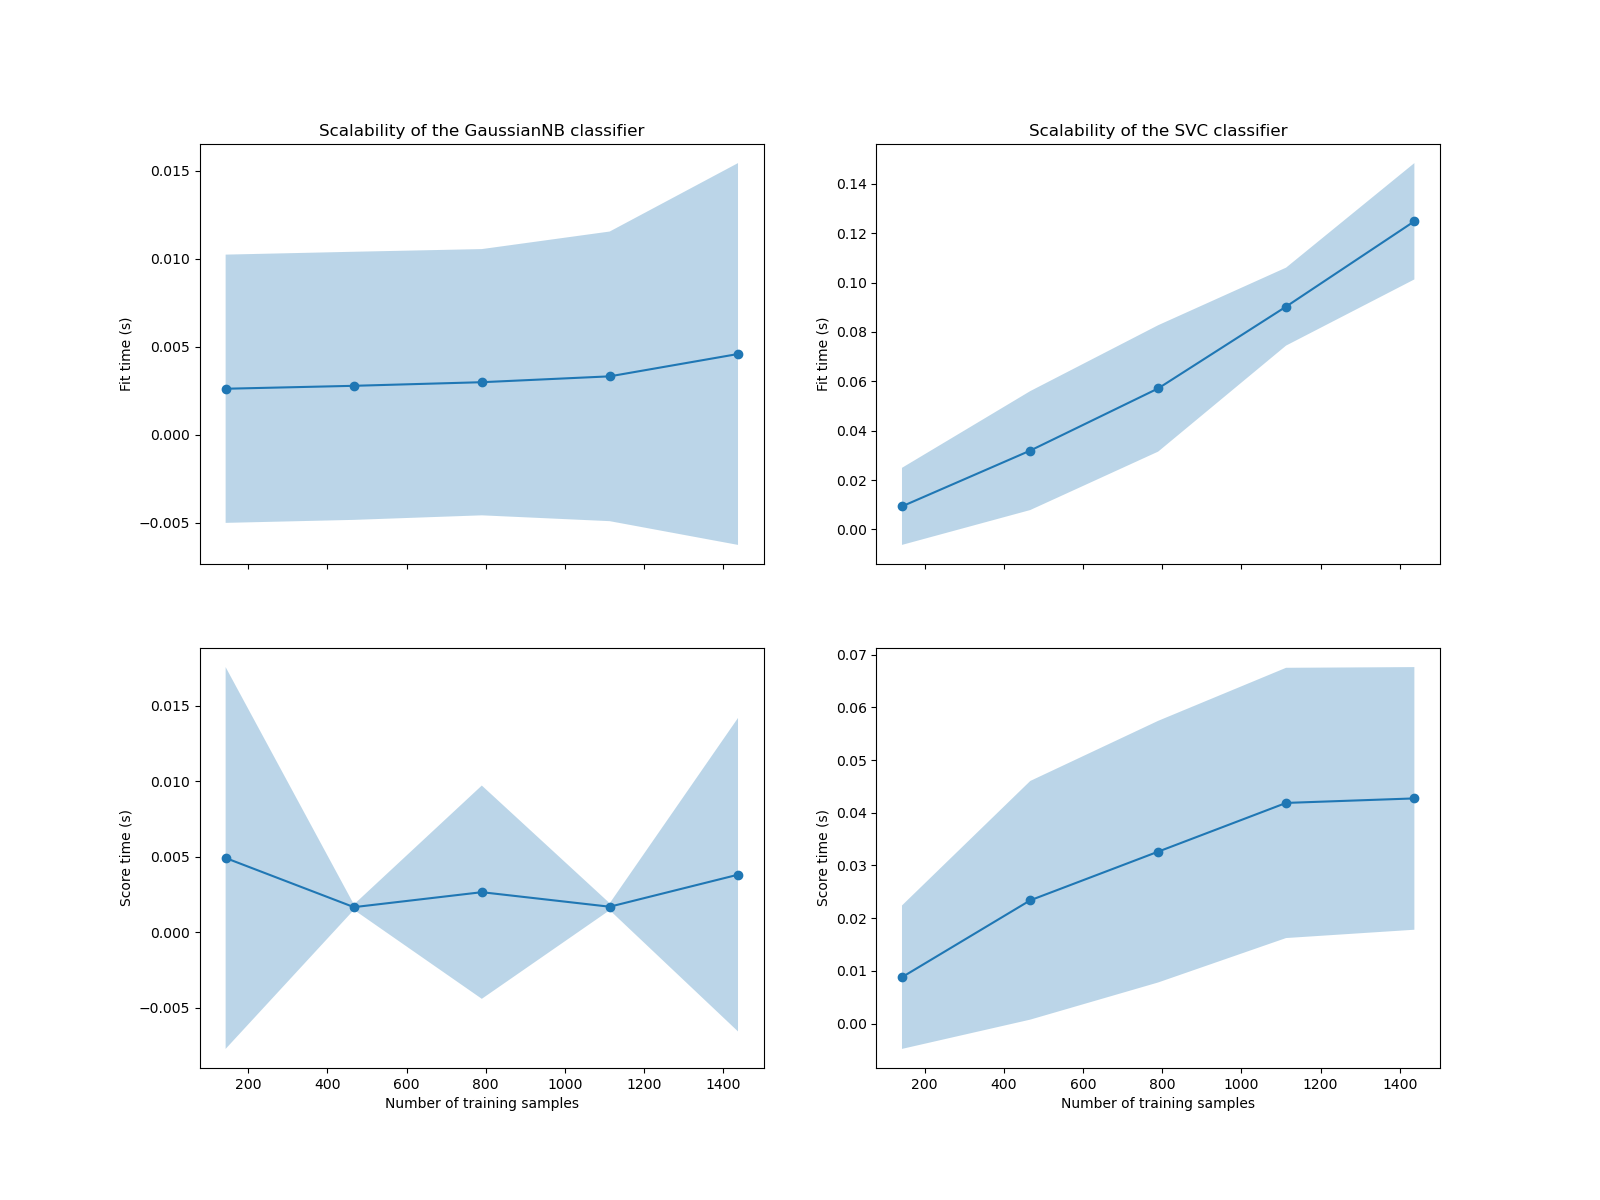 Scalability of the GaussianNB classifier
0.015
0.010
0.005
0.000
−0.005
Fit time (s)
Scalability of the SVC classifier
0.14
0.12
0.10
0.08
0.06
0.04
0.02
0.00
Fit time (s)
0.015
0.010
0.005
0.000
−0.005
Score time (s)
200 400 600 800 1000 1200 1400
Number of training samples
0.07
0.06
0.05
0.04
0.03
0.02
0.01
0.00
Score time (s)
200 400 600 800 1000 1200 1400
Number of training samples